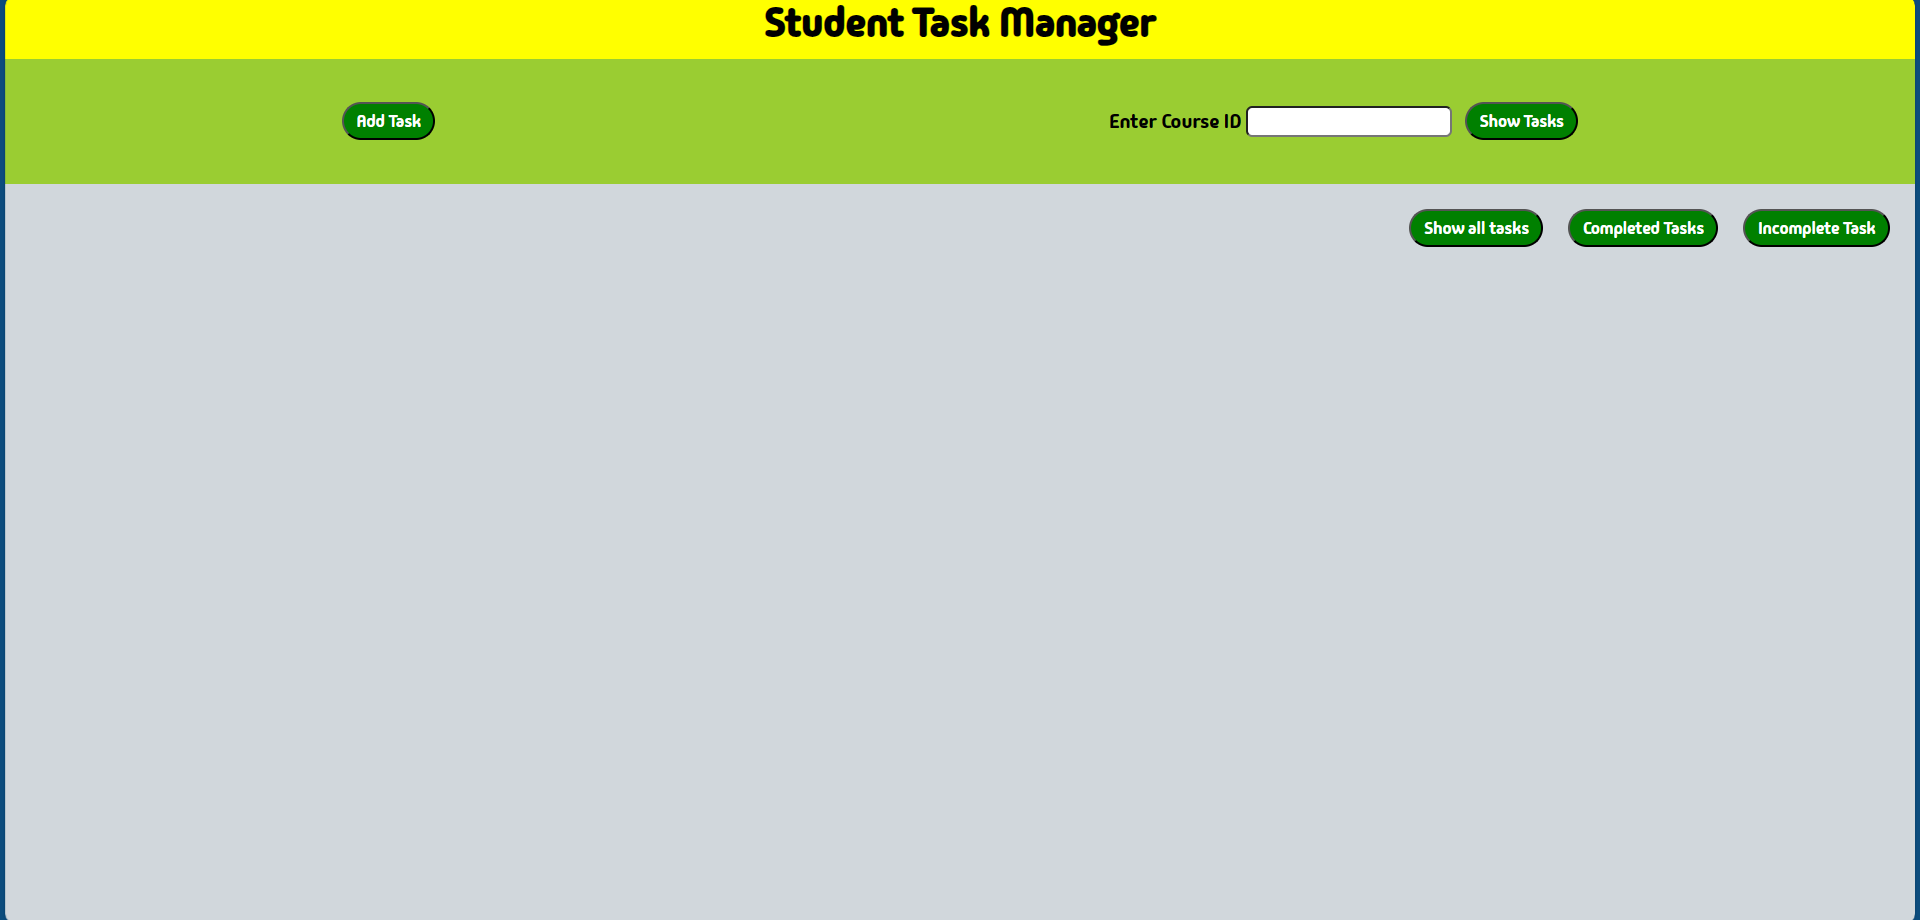 Student Task Manager
Add Task
Enter Course ID
Show Tasks
Show all tasks
Completed Tasks
Incomplete Task